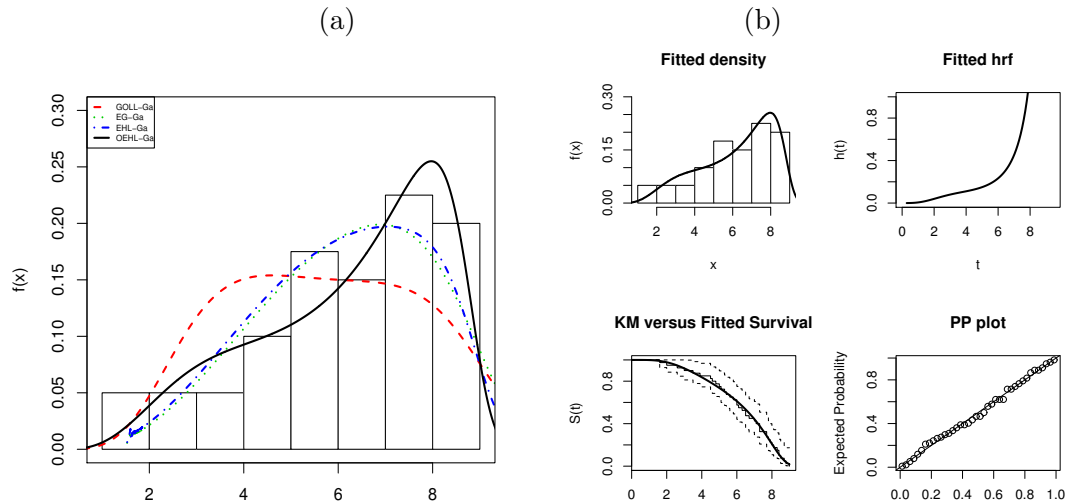 (a)
0.00 0.05 0.10 0.15 0.20 0.25 0.30
f(x)
GOLL-Ga
EG-Ga
EHL-Ga
OEHL-Ga
2 4 6 8
(b)
Fitted density
0.00 0.15 0.30
f(x)
2 4 6 8
x
Fitted hrf
0.0 0.4 0.8
h(t)
0 2 4 6 8
t
KM versus Fitted Survival
0.0 0.4 0.8
S(t)
0 2 4 6 8
PP plot
0.0 0.4 0.8
Expected Probability
0.0 0.2 0.4 0.6 0.8 1.0